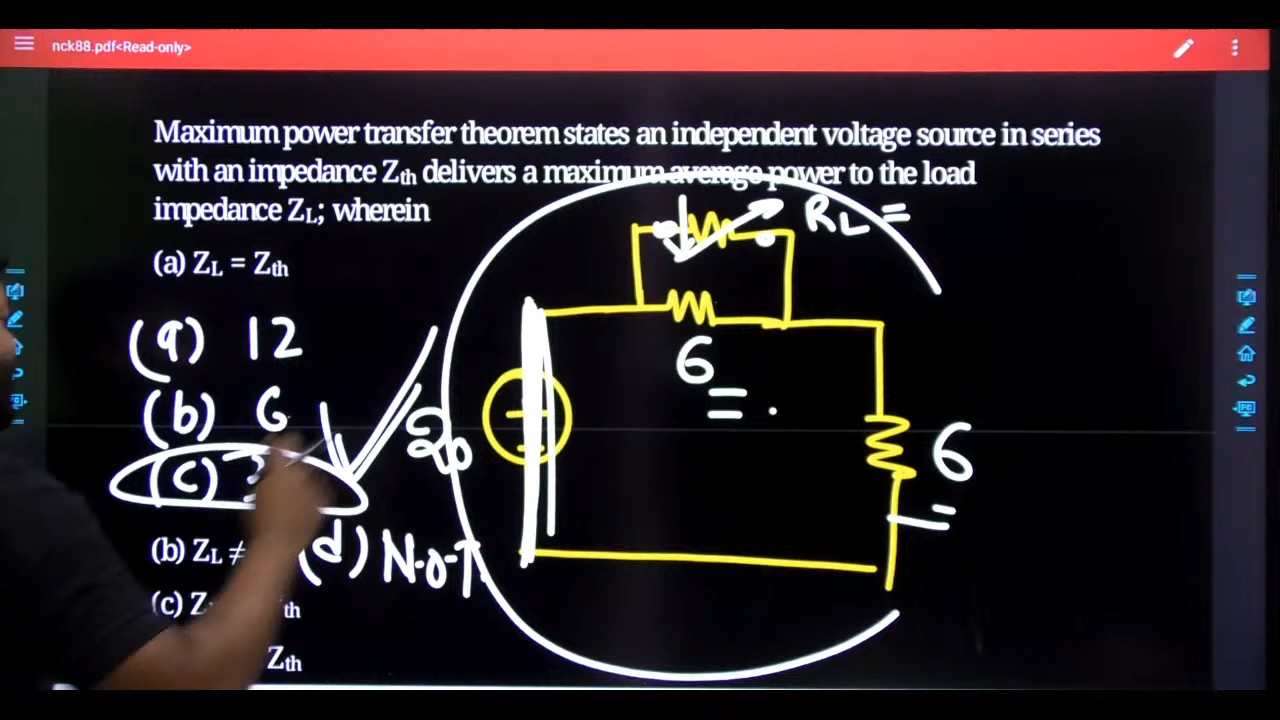 nck88.pdf<Read-only>
Maximum power transfer theorem states an independent voltage source in series
with an impedance Zth delivers a maximum average power to the load
impedance ZL; wherein
RL =
(a) ZL = Zth
(a) 12
6
(b) 6
20
6
(c) 3
(b) ZL ≠
(d) N.O.T.
(c)
th
Zth